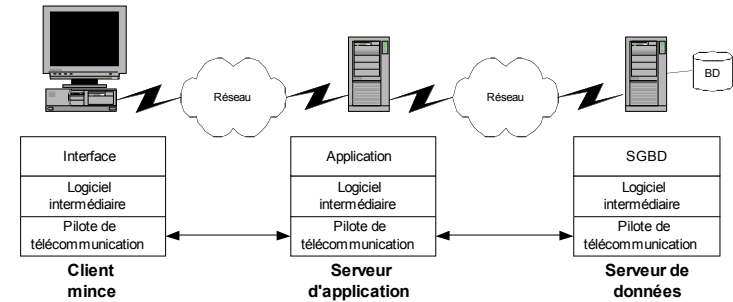 Réseau
Réseau
BD
Interface
Application
SGBD
Logiciel
intermédiaire
Logiciel
intermédiaire
Logiciel
intermédiaire
Pilote de
télécommunication
Pilote de
télécommunication
Pilote de
télécommunication
Client
mince
Serveur
d'application
Serveur de
données